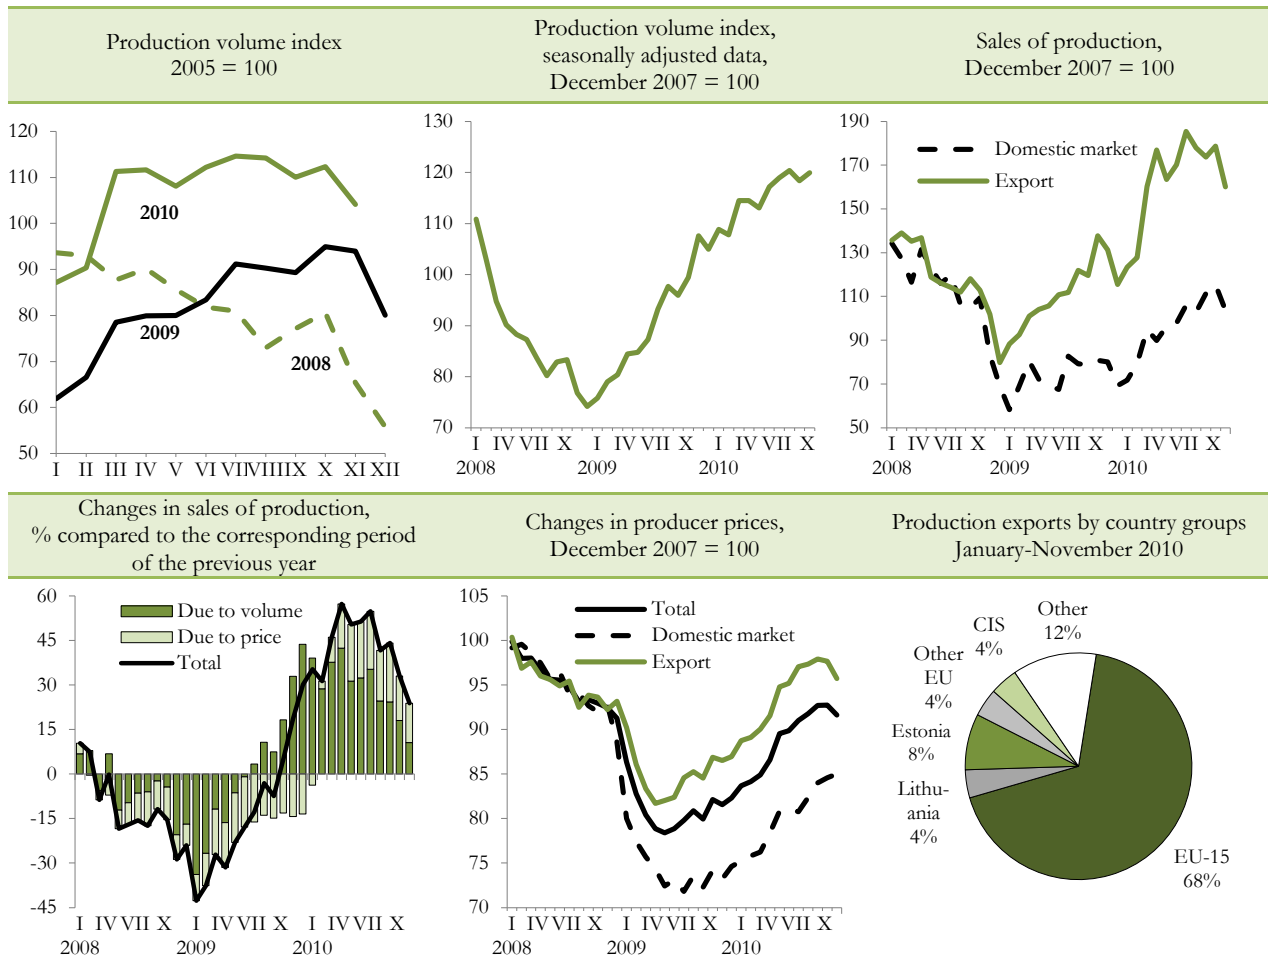 Production volume index
2005 = 100
Production volume index,
seasonally adjusted data,
December 2007 = 100
Sales of production,
December 2007 = 100
120
110
100
90
80
70
60
50
2010
2009
2008
I II III IV V VI VII VIII IX X XI XII
130
120
110
100
90
80
70
I IV VII X I IV VII X I IV VII X
2008 2009 2010
190
170
150
130
110
90
70
50
Domestic market
Export
I IV VII X I IV VII X I IV VII X
2008 2009 2010
Changes in sales of production,
% compared to the corresponding period
of the previous year
Changes in producer prices,
December 2007 = 100
Production exports by country groups
January-November 2010
60
45
30
15
0
-15
-30
-45
Due to volume
Due to price
Total
I IV VII X I IV VII X I IV VII X
2008 2009 2010
105
100
95
90
85
80
75
70
Total
Domestic market
Export
I IV VII X I IV VII X I IV VII X
2008 2009 2010
Other
12%
CIS
4%
Other
EU
4%
Estonia
8%
Lithu-
ania
4%
EU-15
68%